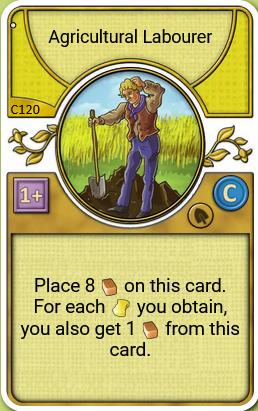 Agricultural Labourer
C120
1+
C
Place 8 on this card.
For each you obtain,
you also get 1 from this
card.